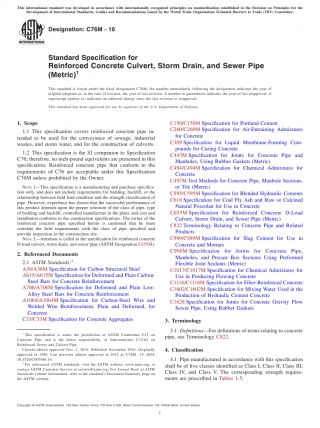 This international standard was developed in accordance with internationally recognized principles on standardization established in the Decision on Principles for the
Development of International Standards, Guides and Recommendations issued by the World Trade Organization Technical Barriers to Trade (TBT) Committee.
Designation: C76M – 16
INTERNATIONAL
Standard Specification for
Reinforced Concrete Culvert, Storm Drain, and Sewer Pipe
(Metric)1
This standard is issued under the fixed designation C76M; the number immediately following the designation indicates the year of
original adoption or, in the case of revision, the year of last revision. A number in parentheses indicates the year of last reapproval. A
superscript epsilon (ε) indicates an editorial change since the last revision or reapproval.
This standard has been approved for use by agencies of the U.S. Department of Defense.
1. Scope
1.1 This specification covers reinforced concrete pipe in-
tended to be used for the conveyance of sewage, industrial
wastes, and storm water, and for the construction of culverts.
1.2 This specification is the SI companion to Specification
C76; therefore, no inch-pound equivalents are presented in this
specification. Reinforced concrete pipe that conform to the
requirements of C76 are acceptable under this Specification
C76M unless prohibited by the Owner.
NOTE 1—This specification is a manufacturing and purchase specifica-
tion only, and does not include requirements for bedding, backfill, or the
relationship between field load condition and the strength classification of
pipe. However, experience has shown that the successful performance of
this product depends upon the proper selection of the class of pipe, type
of bedding and backfill, controlled manufacture in the plant, and care and
installation conforms to the construction specifications. The owner of the
reinforced concrete pipe specified herein is cautioned that he must
correlate the field requirements with the class of pipe specified and
provide inspection at the construction site.
NOTE 2—Attention is called to the specification for reinforced concrete
D-load culvert, storm drain, and sewer pipe (ASTM Designation C655M).
2. Referenced Documents
2.1 ASTM Standards:2
A36/A36M Specification for Carbon Structural Steel
A615/A615M Specification for Deformed and Plain Carbon-
Steel Bars for Concrete Reinforcement
A706/A706M Specification for Deformed and Plain Low-
Alloy Steel Bars for Concrete Reinforcement
A1064/A1064M Specification for Carbon-Steel Wire and
Welded Wire Reinforcement, Plain and Deformed, for
Concrete
C33/C33M Specification for Concrete Aggregates
1 This specification is under the jurisdiction of ASTM Committee C13 on
Concrete Pipe and is the direct responsibility of Subcommittee C13.02 on
Reinforced Sewer and Culvert Pipe.
Current edition approved Nov. 1, 2016. Published November 2016. Originally
approved in 1980. Last previous edition approved in 2015 as C76M – 15. DOI:
10.1520/C0076M-16.
2 For referenced ASTM standards, visit the ASTM website, www.astm.org, or
contact ASTM Customer Service at service@astm.org. For Annual Book of ASTM
Standards volume information, refer to the standard's Document Summary page on
the ASTM website.
C150/C150M Specification for Portland Cement
C260/C260M Specification for Air-Entraining Admixtures
for Concrete
C309 Specification for Liquid Membrane-Forming Com-
pounds for Curing Concrete
C443M Specification for Joints for Concrete Pipe and
Manholes, Using Rubber Gaskets (Metric)
C494/C494M Specification for Chemical Admixtures for
Concrete
C497M Test Methods for Concrete Pipe, Manhole Sections,
or Tile (Metric)
C595/C595M Specification for Blended Hydraulic Cements
C618 Specification for Coal Fly Ash and Raw or Calcined
Natural Pozzolan for Use in Concrete
C655M Specification for Reinforced Concrete D-Load
Culvert, Storm Drain, and Sewer Pipe (Metric)
C822 Terminology Relating to Concrete Pipe and Related
Products
C989/C989M Specification for Slag Cement for Use in
Concrete and Mortars
C990M Specification for Joints for Concrete Pipe,
Manholes, and Precast Box Sections Using Preformed
Flexible Joint Sealants (Metric)
C1017/C1017M Specification for Chemical Admixtures for
Use in Producing Flowing Concrete
C1116/C1116M Specification for Fiber-Reinforced Concrete
C1602/C1602M Specification for Mixing Water Used in the
Production of Hydraulic Cement Concrete
C1628 Specification for Joints for Concrete Gravity Flow
Sewer Pipe, Using Rubber Gaskets
3. Terminology
3.1 Definitions—For definitions of terms relating to concrete
pipe, see Terminology C822.
4. Classification
4.1 Pipe manufactured in accordance with this specification
shall be of five classes identified as Class I, Class II, Class III,
Class IV, and Class V. The corresponding strength require-
ments are prescribed in Tables 1-5.
Copyright © ASTM International, 100 Barr Harbor Drive, PO Box C700, West Conshohocken, PA 19428-2959. United States
1